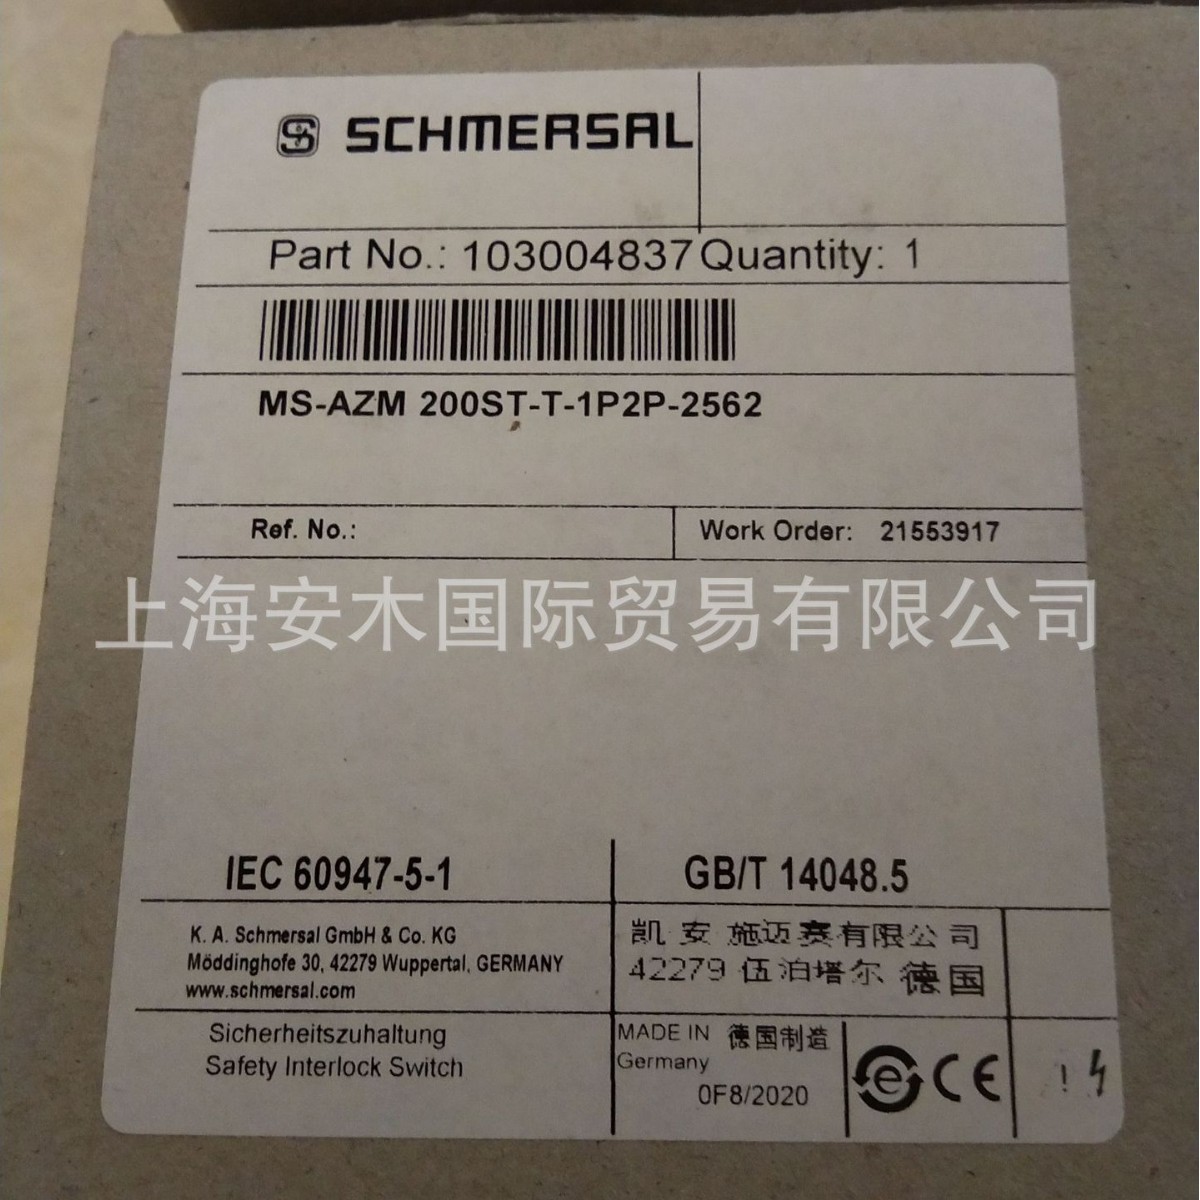 SCHMERSAL
Part No.: 103004837 Quantity: 1
MS-AZM 200ST-T-1P2P-2562
Ref. No.: Work Order: 21553917
上海安木国际贸易有限公司
IEC 60947-5-1 GB/T 14048.5
K. A. Schmersal GmbH & Co. KG
Möddinghofe 30, 42279 Wuppertal, GERMANY
www.schmersal.com
凯安施迈赛有限公司
42279 伍泊塔尔 德国
Sicherheitszuhaltung
Safety Interlock Switch
MADE IN 德国制造
Germany
0F8/2020
e CE